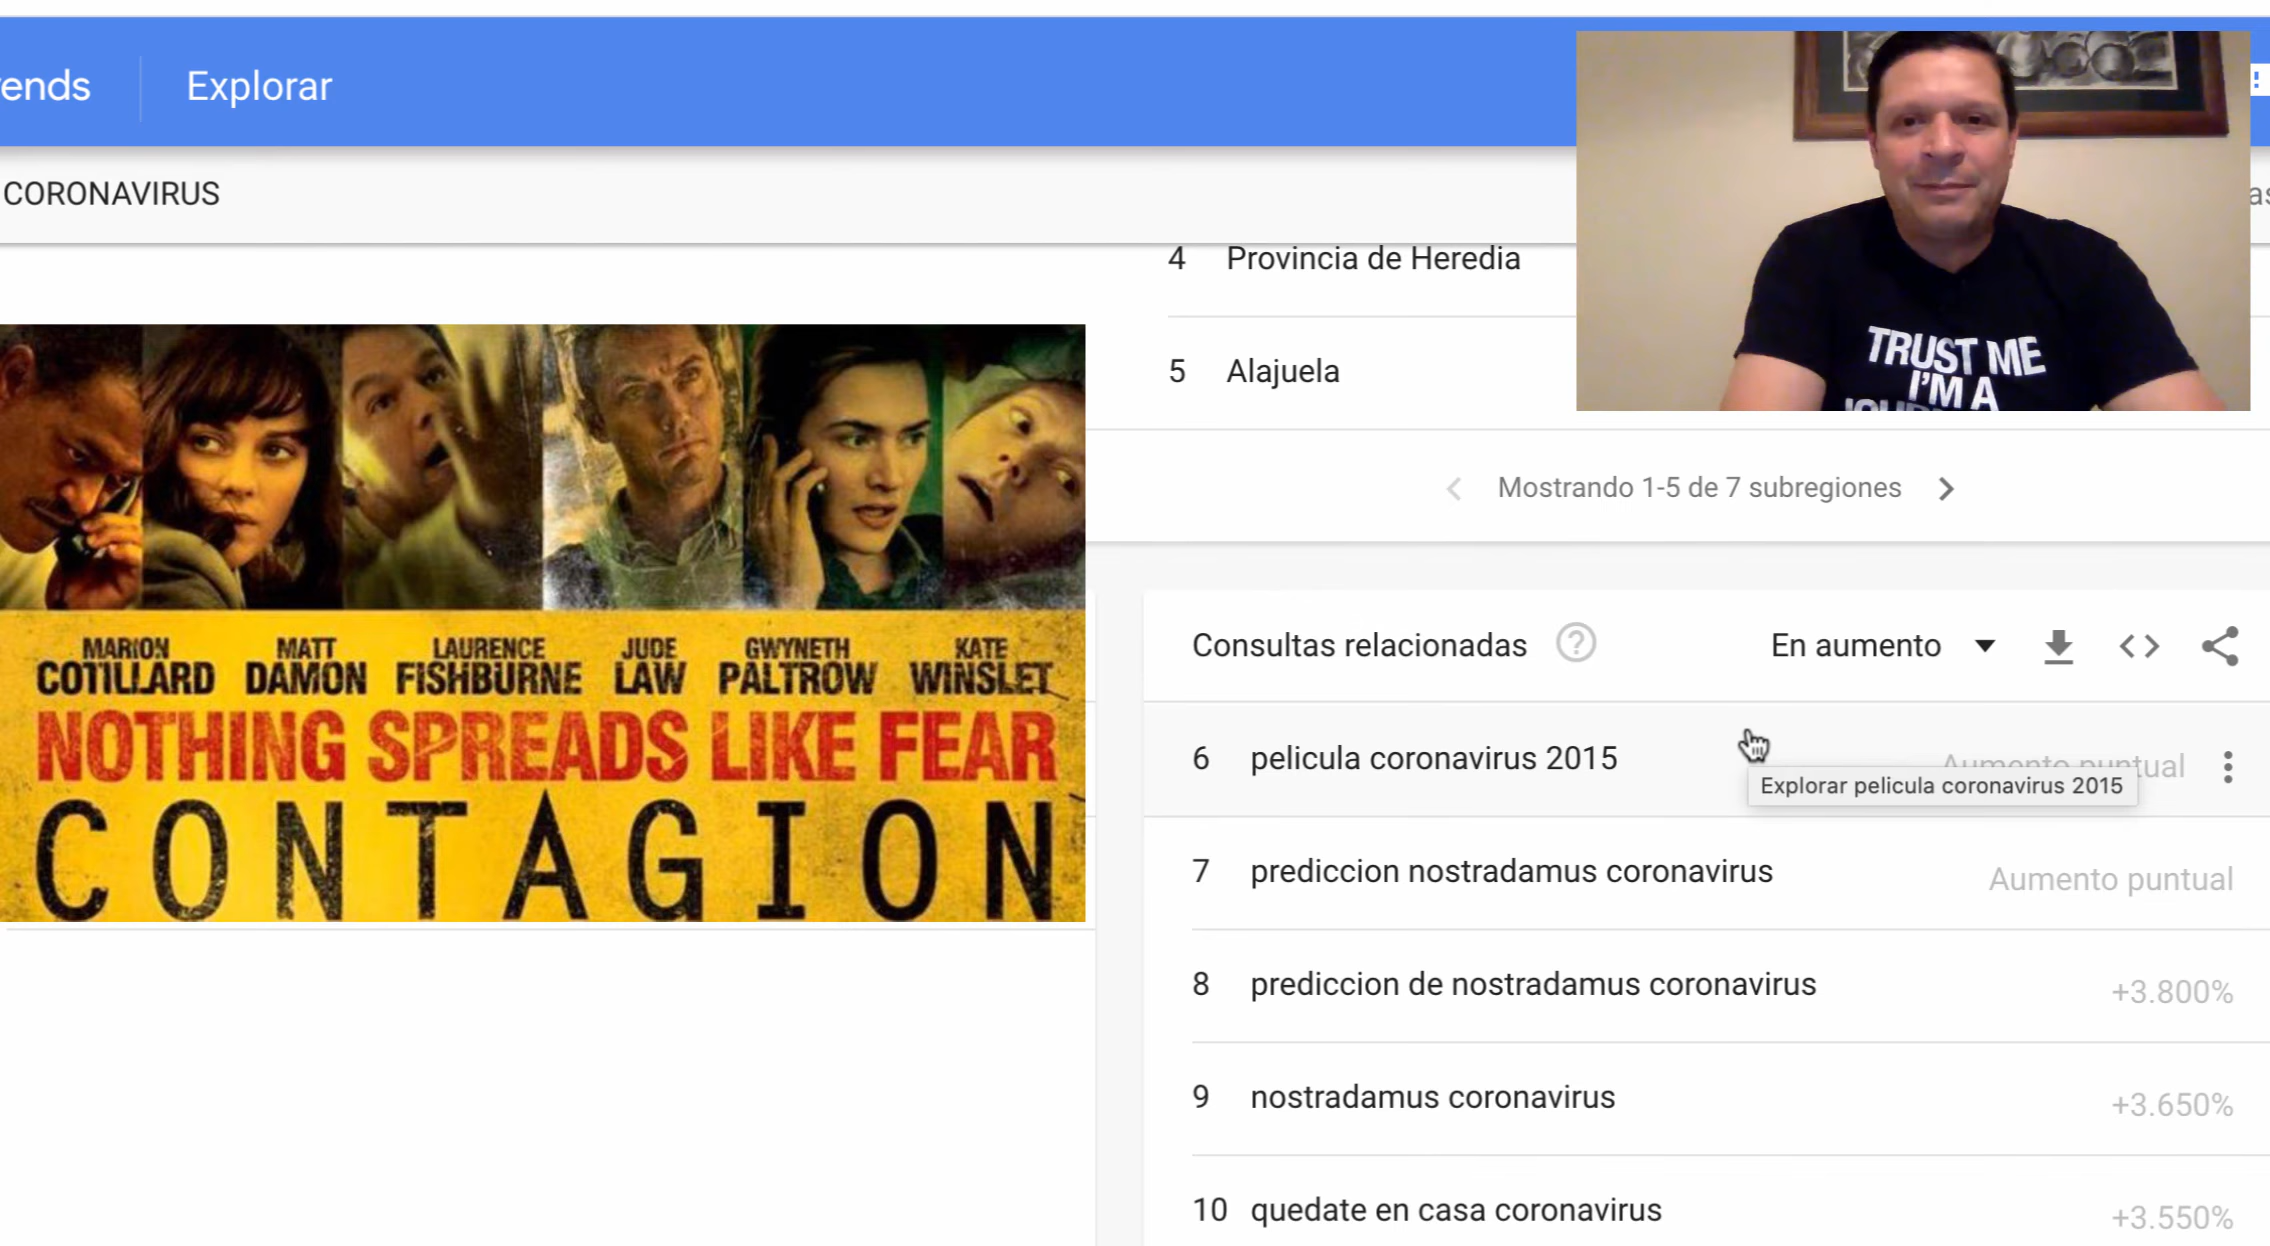 Explorar
CORONAVIRUS
4 Provincia de Heredia
5 Alajuela
TRUST ME
I'M A
Mostrando 1-5 de 7 subregiones
MARION COTILLARD
MATT DAMON
LAURENCE FISHBURNE
JUDE LAW
GWYNETH PALTROW
KATE WINSLET
NOTHING SPREADS LIKE FEAR
CONTAGION
Consultas relacionadas
En aumento
6 pelicula coronavirus 2015 Aumento puntual
Explorar pelicula coronavirus 2015
7 prediccion nostradamus coronavirus Aumento puntual
8 prediccion de nostradamus coronavirus +3.800%
9 nostradamus coronavirus +3.650%
10 quedate en casa coronavirus +3.550%